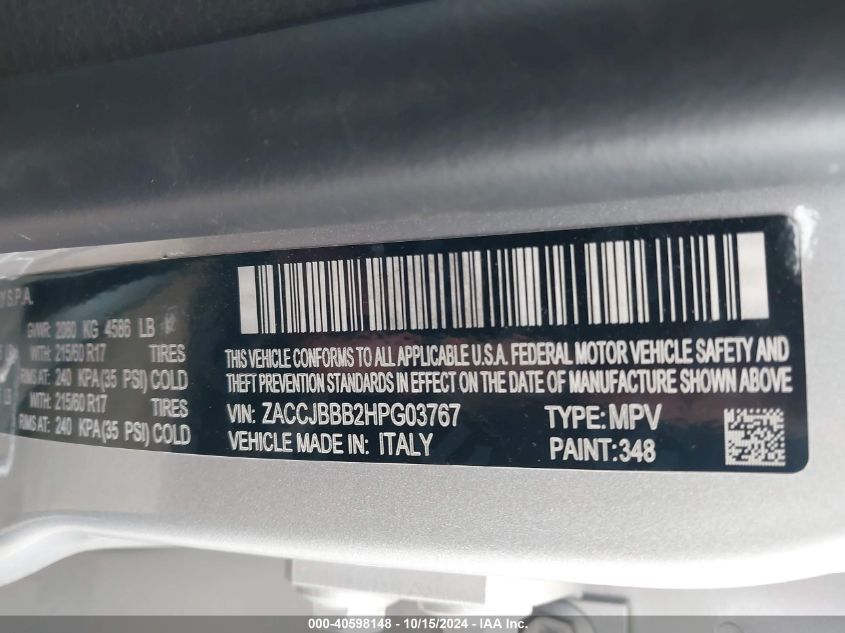 S.P.A.
GVWR: 2080 KG 4586 LB
WITH: 215/60 R17 TIRES
RIMS AT: 240 KPA(35 PSI) COLD
WITH: 215/60 R17 TIRES
RIMS AT: 240 KPA(35 PSI) COLD
THIS VEHICLE CONFORMS TO ALL APPLICABLE U.S.A. FEDERAL MOTOR VEHICLE SAFETY AND
THEFT PREVENTION STANDARDS IN EFFECT ON THE DATE OF MANUFACTURE SHOWN ABOVE
VIN: ZACCJBBB2HPG03767 TYPE: MPV
VEHICLE MADE IN: ITALY PAINT: 348
000-40598148 - 10/15/2024 - IAA Inc.